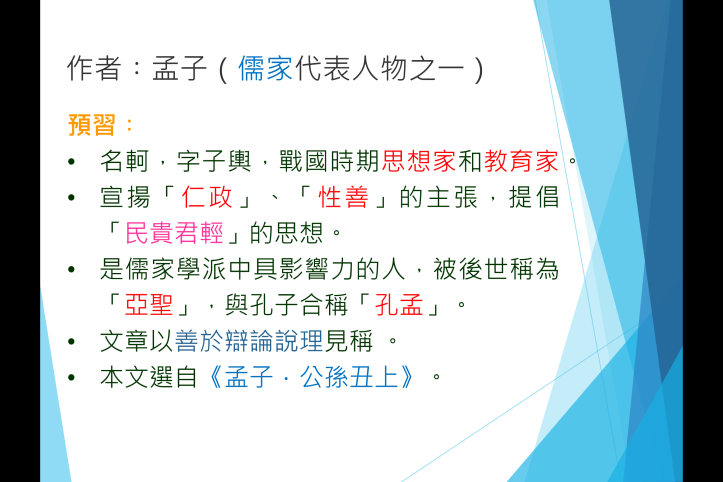 作者：孟子（儒家代表人物之一）
預習：
• 名軻，字子輿，戰國時期思想家和教育家。
• 宣揚「仁政」、「性善」的主張，提倡
「民貴君輕」的思想。
• 是儒家學派中具影響力的人，被後世稱為
「亞聖」，與孔子合稱「孔孟」。
• 文章以善於辯論說理見稱 。
• 本文選自《孟子．公孫丑上》。